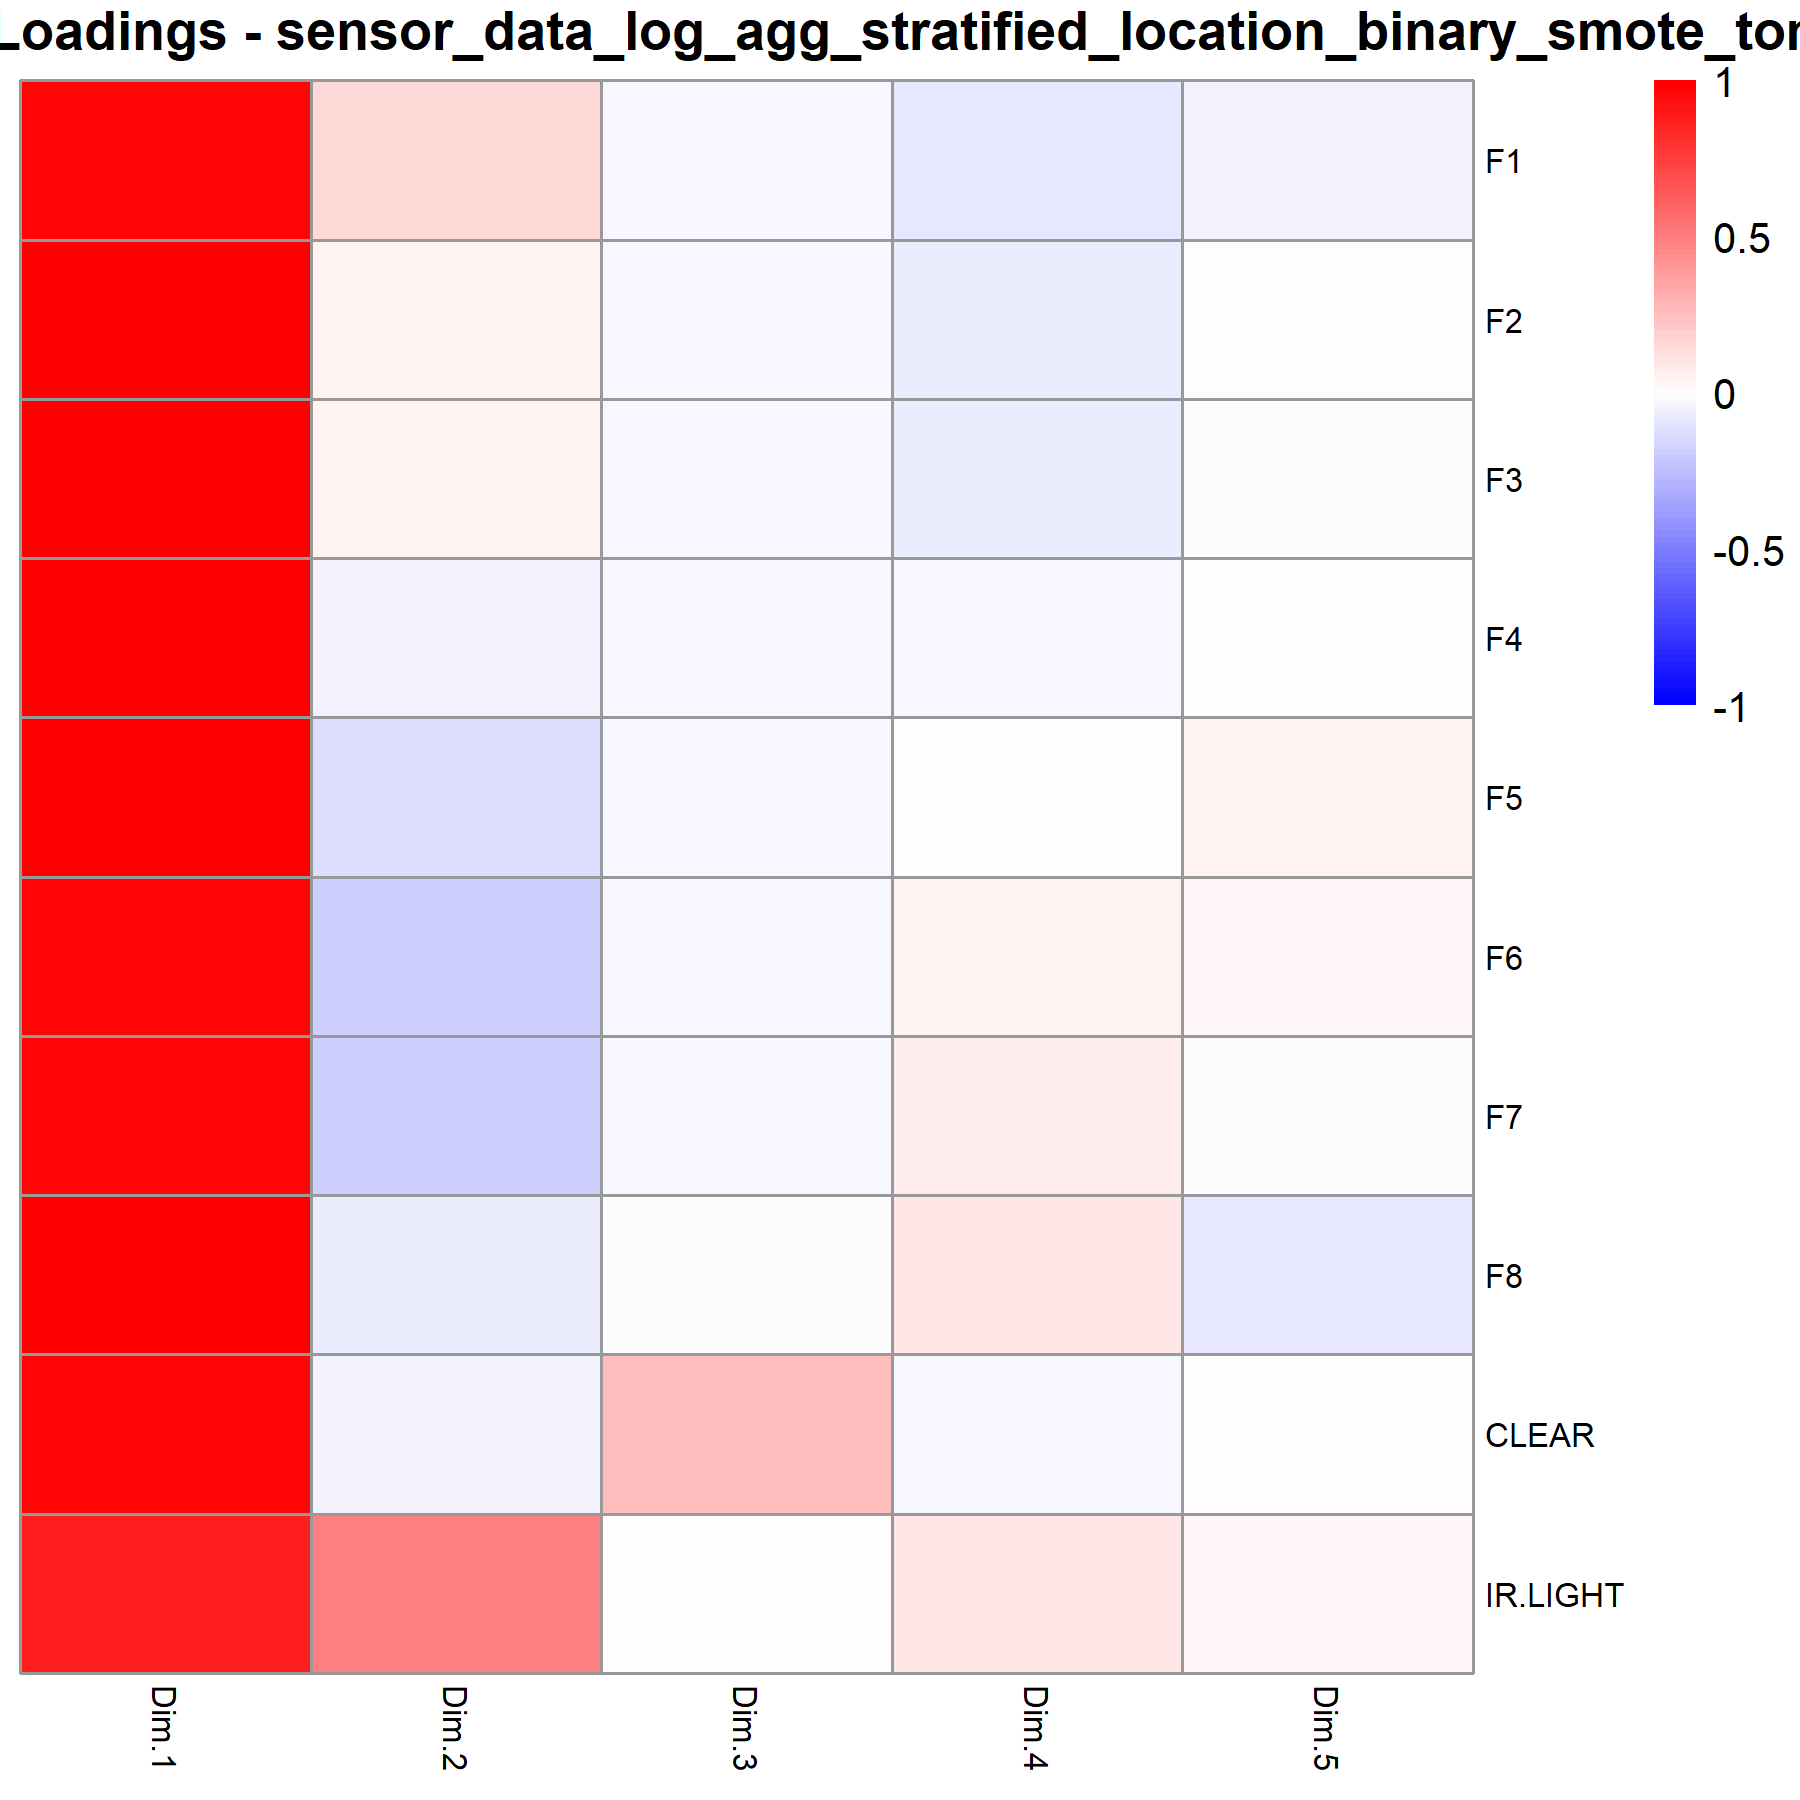 Loadings - sensor_data_log_agg_stratified_location_binary_smote_tor
1
0.5
0
-0.5
-1
F1
F2
F3
F4
F5
F6
F7
F8
CLEAR
IR.LIGHT
Dim.1
Dim.2
Dim.3
Dim.4
Dim.5